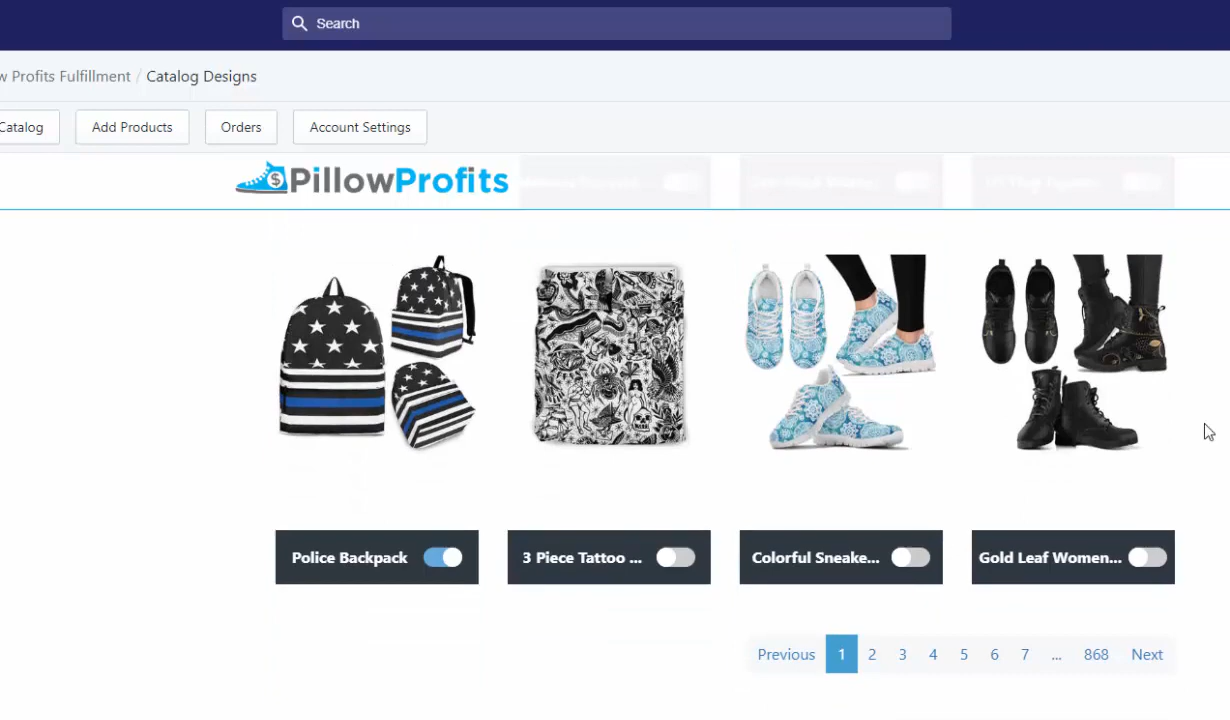 Search
w Profits Fulfillment / Catalog Designs
Catalog
Add Products
Orders
Account Settings
PillowProfits
Police Backpack
3 Piece Tattoo ...
Colorful Sneake...
Gold Leaf Women...
Previous 1 2 3 4 5 6 7 ... 868 Next